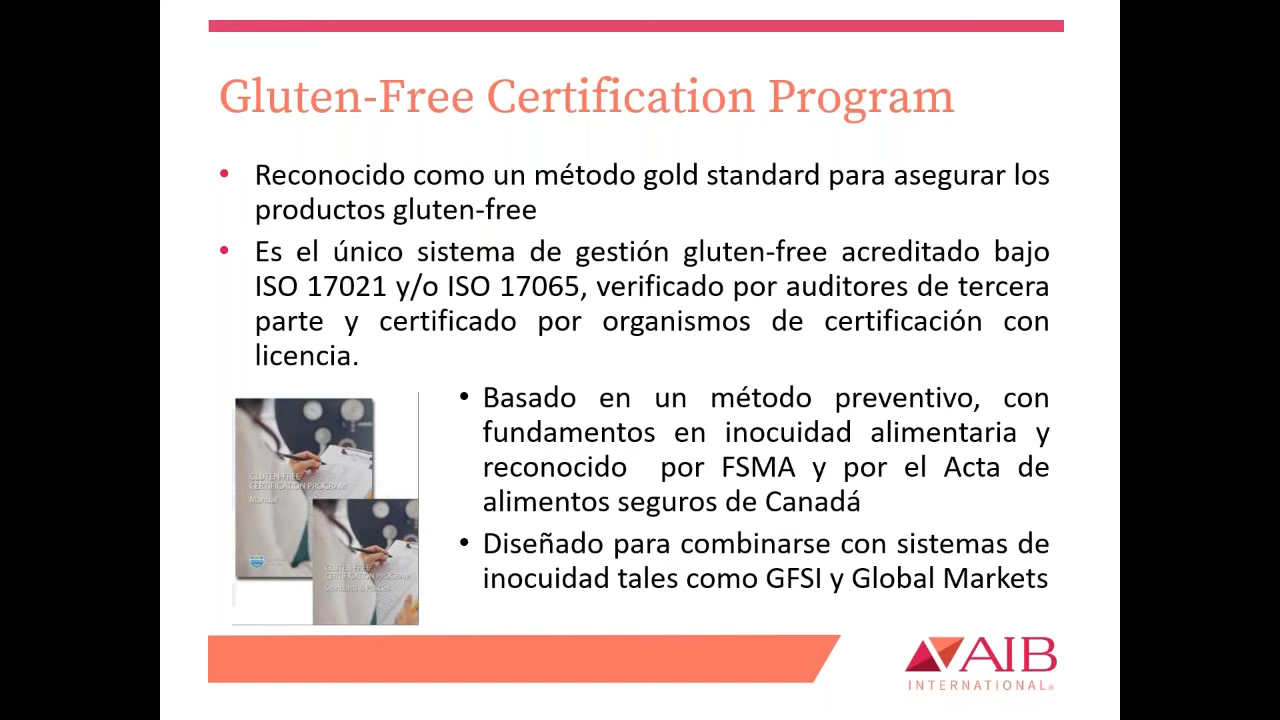 Gluten-Free Certification Program
• Reconocido como un método gold standard para asegurar los
productos gluten-free
• Es el único sistema de gestión gluten-free acreditado bajo
ISO 17021 y/o ISO 17065, verificado por auditores de tercera
parte y certificado por organismos de certificación con
licencia.
• Basado en un método preventivo, con
fundamentos en inocuidad alimentaria y
reconocido por FSMA y por el Acta de
alimentos seguros de Canadá
• Diseñado para combinarse con sistemas de
inocuidad tales como GFSI y Global Markets
GLUTEN-FREE
CERTIFICATION PROGRAM
Manual
GLUTEN-FREE
CERTIFICATION PROGRAM
AIB
INTERNATIONAL®